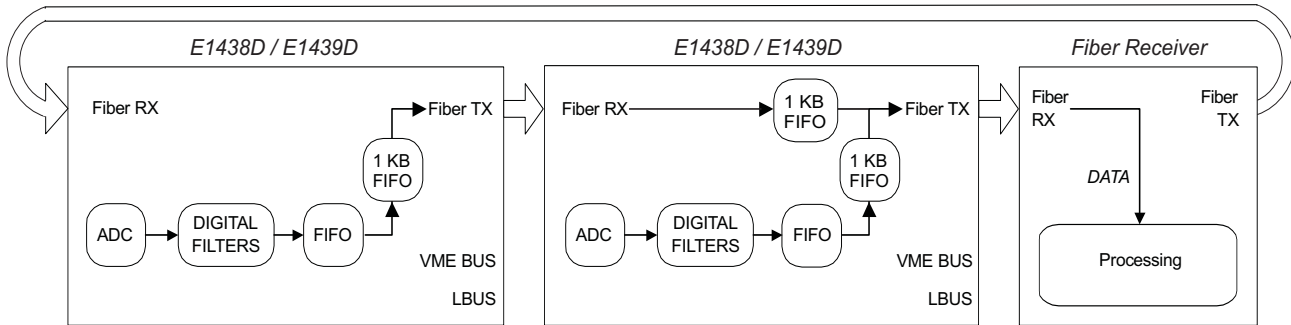 E1438D / E1439D
Fiber RX
Fiber TX
1 KB
FIFO
ADC
DIGITAL
FILTERS
FIFO
VME BUS
LBUS
E1438D / E1439D
Fiber RX
1 KB
FIFO
Fiber TX
1 KB
FIFO
ADC
DIGITAL
FILTERS
FIFO
VME BUS
LBUS
Fiber Receiver
Fiber
RX
Fiber
TX
DATA
Processing